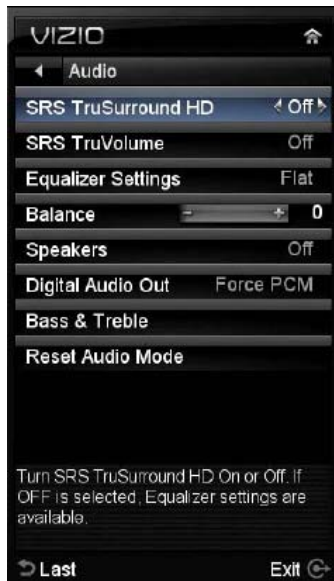 VIZIO
Audio
SRS TruSurround HD Off
SRS TruVolume Off
Equalizer Settings Flat
Balance - + 0
Speakers Off
Digital Audio Out Force PCM
Bass & Treble
Reset Audio Mode
Turn SRS TruSurround HD On or Off. If
OFF is selected, Equalizer settings are
available.
Last Exit